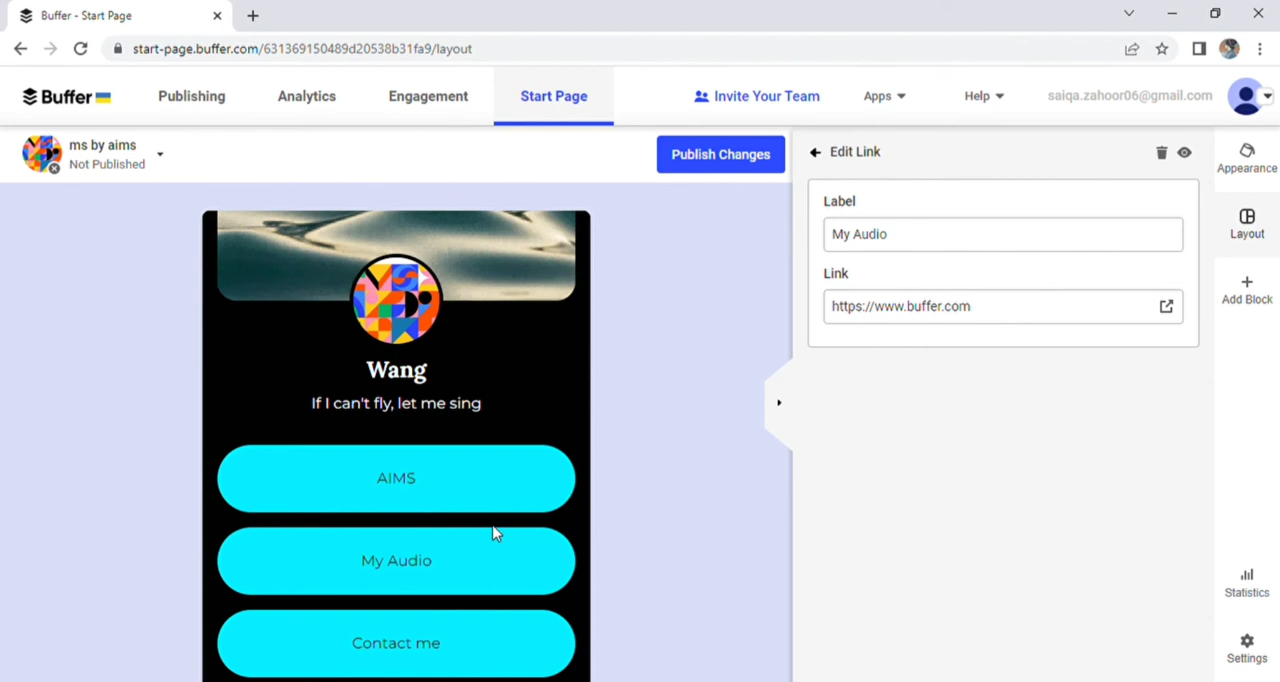 Buffer - Start Page
start-page.buffer.com/631369150489d20538b31fa9/layout
Buffer
Publishing
Analytics
Engagement
Start Page
Invite Your Team
Apps
Help
saiqa.zahoor06@gmail.com
ms by aims
Not Published
Publish Changes
Edit Link
Label
My Audio
Link
https://www.buffer.com
Appearance
Layout
Add Block
Statistics
Settings
Wang
If I can't fly, let me sing
AIMS
My Audio
Contact me